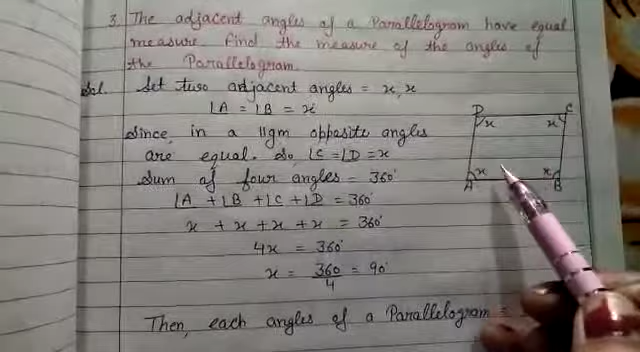 3. The adjacent angles of a Parallelogram have equal
measure. Find the measure of the angles of
the Parallelogram.
Sol. Let two adjacent angles = x, x
∠A = ∠B = x
Since, in a ||gm opposite angles
are equal. So, ∠C = ∠D = x
Sum of four angles = 360°
∠A + ∠B + ∠C + ∠D = 360°
x + x + x + x = 360°
4x = 360°
x = 360/4 = 90°
Then, each angles of a Parallelogram =
D C
x x
x x
A B